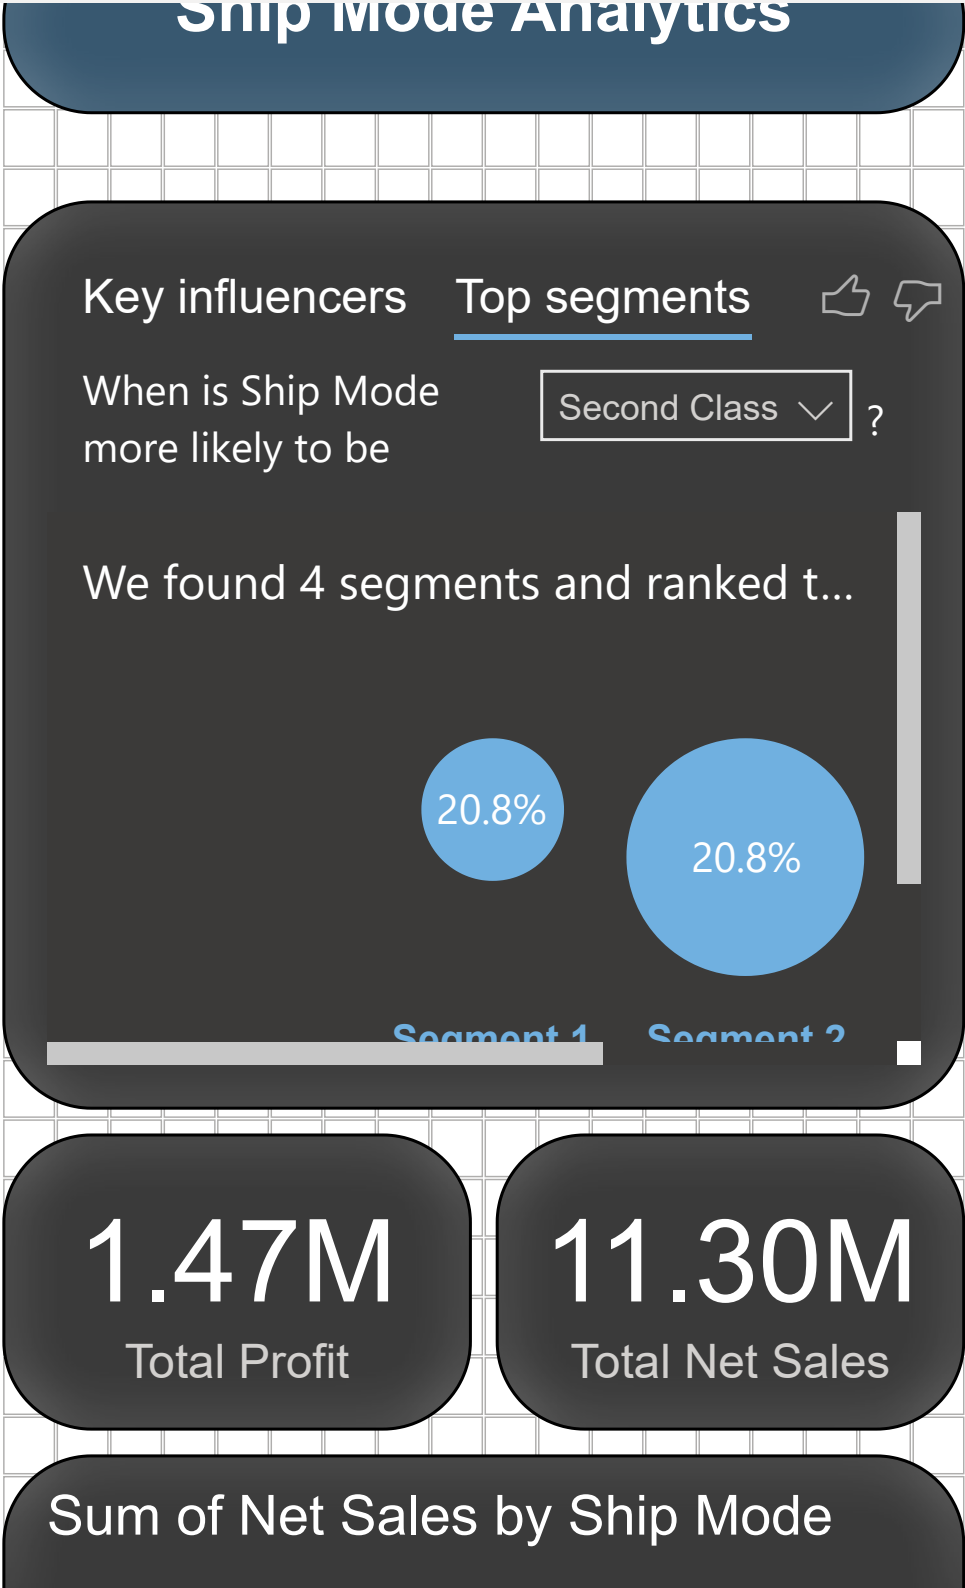 Ship Mode Analytics
Key influencers Top segments
When is Ship Mode
more likely to be
Second Class ?
We found 4 segments and ranked t...
20.8%
20.8%
Segment 1 Segment 2
1.47M 11.30M
Total Profit Total Net Sales
Sum of Net Sales by Ship Mode